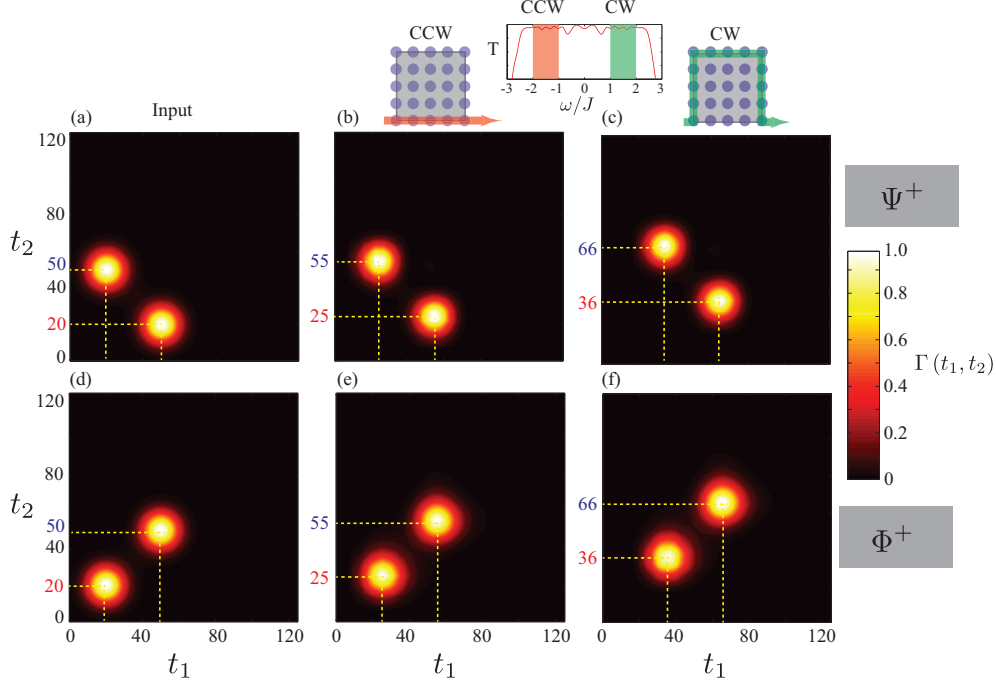 CCW CW
CCW
T
CW
-3 -2 -1 0 1 2 3
ω/J
(a) Input (b) (c)
120
80
t₂
50
40
20
0
55
25
66
36
Ψ⁺
1.0
0.8
0.6
0.4
0.2
0
Γ (t₁, t₂)
(d) (e) (f)
120
80
t₂
50
40
20
0
55
25
66
36
Φ⁺
0 40 80 120
0 40 80 120
0 40 80 120
t₁ t₁ t₁